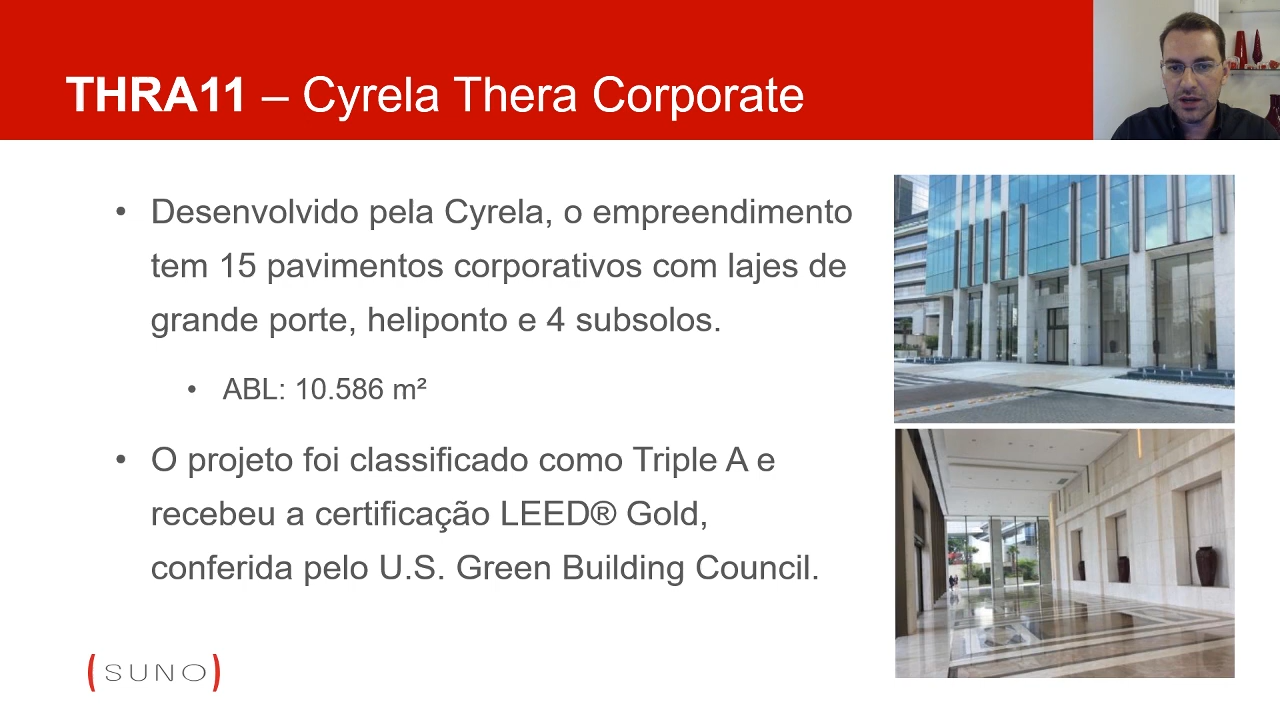 THRA11 – Cyrela Thera Corporate
• Desenvolvido pela Cyrela, o empreendimento
tem 15 pavimentos corporativos com lajes de
grande porte, heliponto e 4 subsolos.
• ABL: 10.586 m²
• O projeto foi classificado como Triple A e
recebeu a certificação LEED® Gold,
conferida pelo U.S. Green Building Council.
(SUNO)